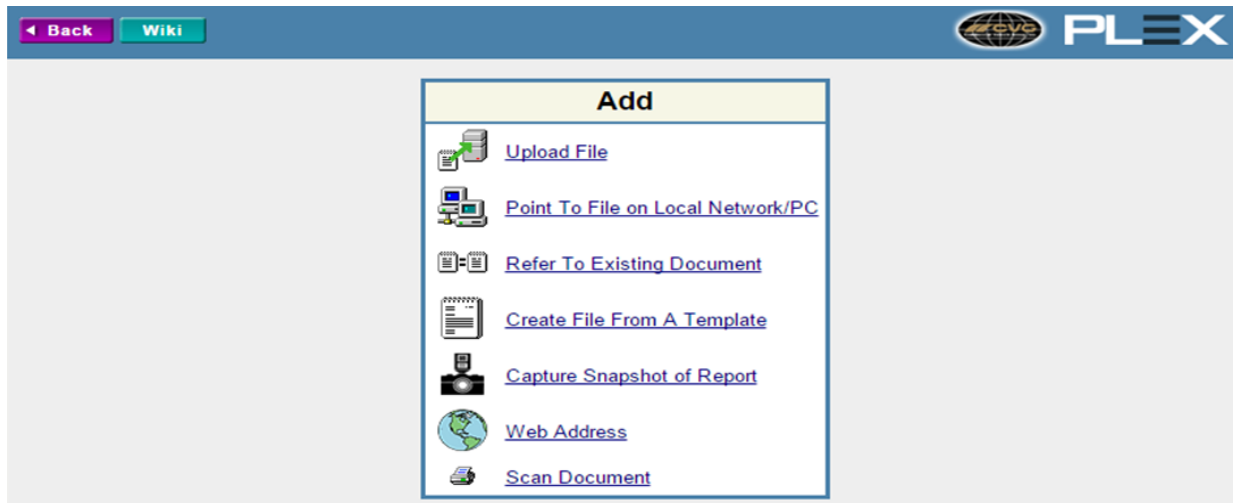 Back Wiki CVG PLEX
Add
Upload File
Point To File on Local Network/PC
Refer To Existing Document
Create File From A Template
Capture Snapshot of Report
Web Address
Scan Document